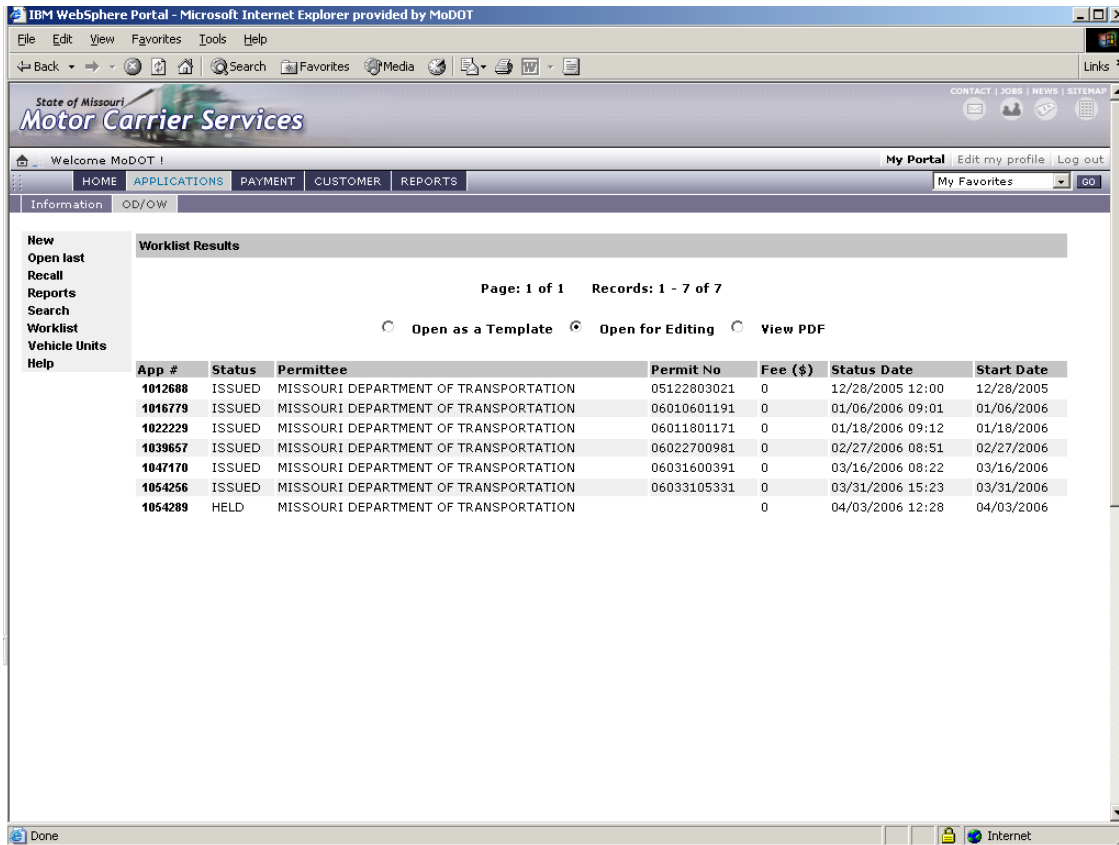 IBM WebSphere Portal - Microsoft Internet Explorer provided by MoDOT
File Edit View Favorites Tools Help
Back Search Favorites Media Links
CONTACT | JOBS | NEWS | SITEMAP
State of Missouri
Motor Carrier Services
Welcome MoDOT ! My Portal Edit my profile Log out
HOME APPLICATIONS PAYMENT CUSTOMER REPORTS My Favorites GO
Information OD/OW
New
Open last
Recall
Reports
Search
Worklist
Vehicle Units
Help
Worklist Results
Page: 1 of 1 Records: 1 - 7 of 7
Open as a Template Open for Editing View PDF
App # Status Permittee Permit No Fee ($) Status Date Start Date
1012688 ISSUED MISSOURI DEPARTMENT OF TRANSPORTATION 05122803021 0 12/28/2005 12:00 12/28/2005
1016779 ISSUED MISSOURI DEPARTMENT OF TRANSPORTATION 06010601191 0 01/06/2006 09:01 01/06/2006
1022229 ISSUED MISSOURI DEPARTMENT OF TRANSPORTATION 06011801171 0 01/18/2006 09:12 01/18/2006
1039657 ISSUED MISSOURI DEPARTMENT OF TRANSPORTATION 06022700981 0 02/27/2006 08:51 02/27/2006
1047170 ISSUED MISSOURI DEPARTMENT OF TRANSPORTATION 06031600391 0 03/16/2006 08:22 03/16/2006
1054256 ISSUED MISSOURI DEPARTMENT OF TRANSPORTATION 06033105331 0 03/31/2006 15:23 03/31/2006
1054289 HELD MISSOURI DEPARTMENT OF TRANSPORTATION 0 04/03/2006 12:28 04/03/2006
Done Internet